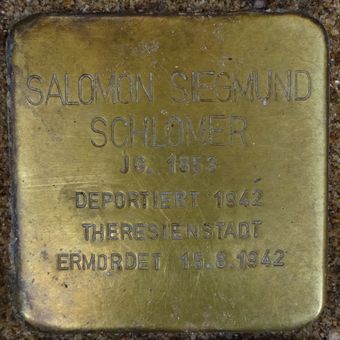 SALOMON SIEGMUND
SCHLOMER
JG. 1853
DEPORTIERT 1942
THERESIENSTADT
ERMORDET 15.8.1942